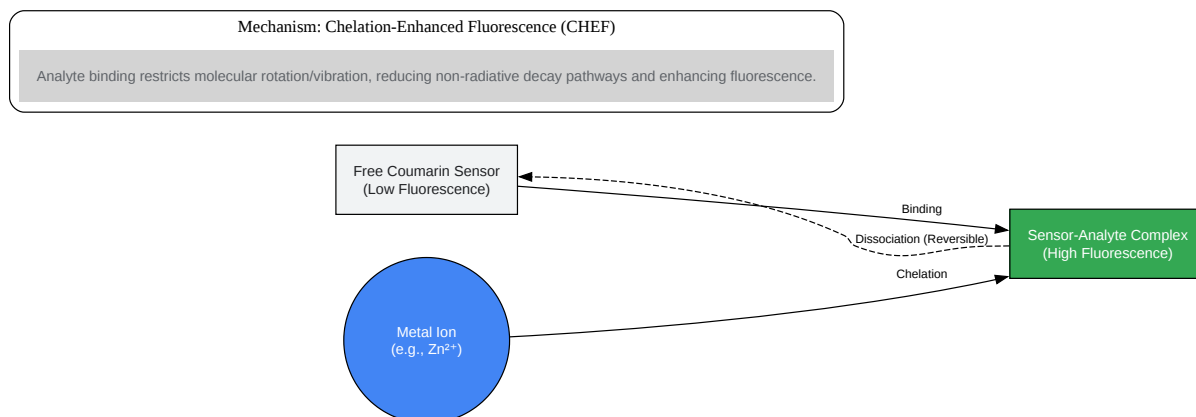 Mechanism: Chelation-Enhanced Fluorescence (CHEF)
Analyte binding restricts molecular rotation/vibration, reducing non-radiative decay pathways and enhancing fluorescence.
Free Coumarin Sensor
(Low Fluorescence)
Binding
Dissociation (Reversible)
Sensor-Analyte Complex
(High Fluorescence)
Chelation
Metal Ion
(e.g., Zn²⁺)